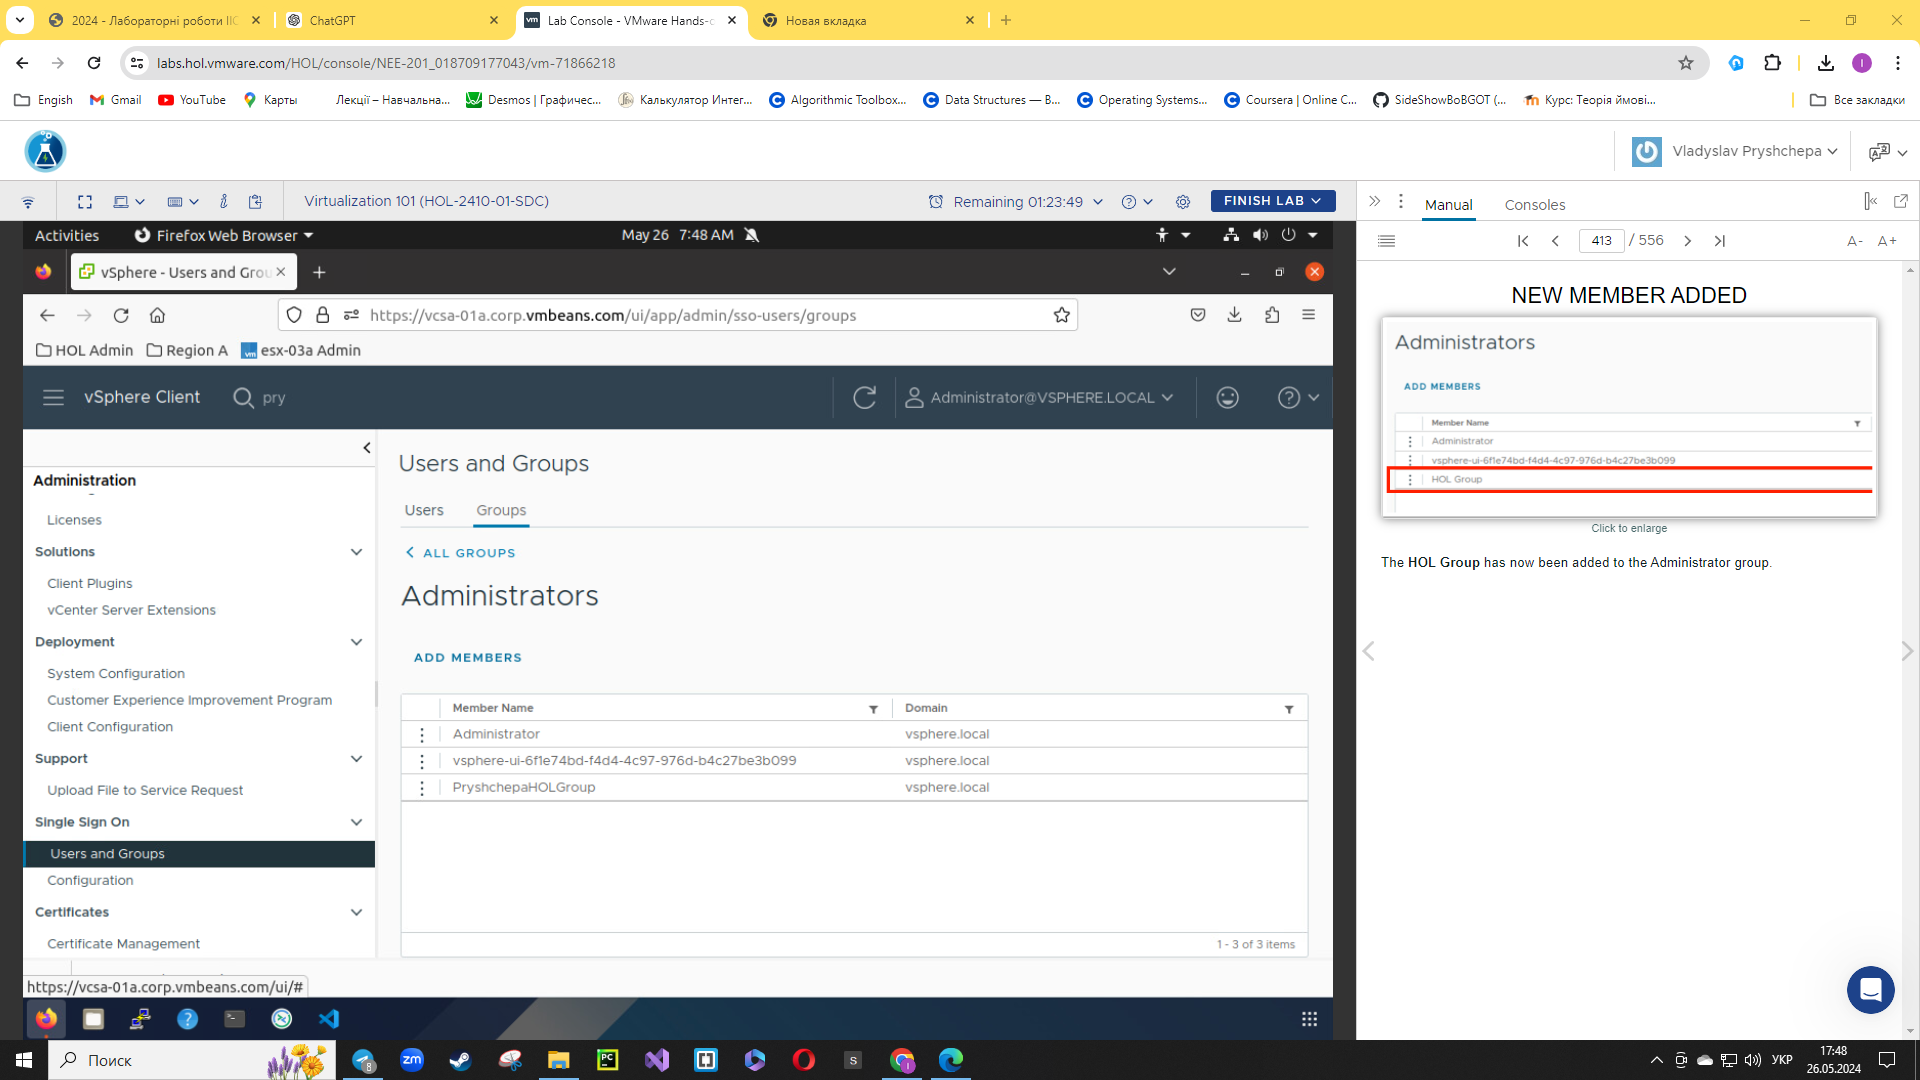 2024 - Лабораторні роботи ІІС
ChatGPT
Lab Console - VMware Hands-o
Новая вкладка
labs.hol.vmware.com/HOL/console/NEE-201_018709177043/vm-71866218
Engish
Gmail
YouTube
Карты
Лекції – Навчальна...
Desmos | Графичес...
Калькулятор Интег...
Algorithmic Toolbox...
Data Structures — В...
Operating Systems...
Coursera | Online C...
SideShowBoBGOT (...
Курс: Теорія ймові...
Все закладки
Vladyslav Pryshchepa
Virtualization 101 (HOL-2410-01-SDC)
Remaining 01:23:49
FINISH LAB
Manual
Consoles
413 / 556
A-
A+
Activities
Firefox Web Browser
May 26 7:48 AM
vSphere - Users and Grou
https://vcsa-01a.corp.vmbeans.com/ui/app/admin/sso-users/groups
HOL Admin
Region A
esx-03a Admin
vSphere Client
pry
Administrator@VSPHERE.LOCAL
Administration
Licenses
Solutions
Client Plugins
vCenter Server Extensions
Deployment
System Configuration
Customer Experience Improvement Program
Client Configuration
Support
Upload File to Service Request
Single Sign On
Users and Groups
Configuration
Certificates
Certificate Management
https://vcsa-01a.corp.vmbeans.com/ui/#
Users and Groups
Users
Groups
ALL GROUPS
Administrators
ADD MEMBERS
Member Name
Domain
Administrator
vsphere.local
vsphere-ui-6f1e74bd-f4d4-4c97-976d-b4c27be3b099
vsphere.local
PryshchepaHOLGroup
vsphere.local
1 - 3 of 3 items
NEW MEMBER ADDED
Administrators
ADD MEMBERS
Member Name
Administrator
vsphere-ui-6f1e74bd-f4d4-4c97-976d-b4c27be3b099
HOL Group
Click to enlarge
The HOL Group has now been added to the Administrator group.
Поиск
8
zm
PC
S
УКР
17:48
26.05.2024